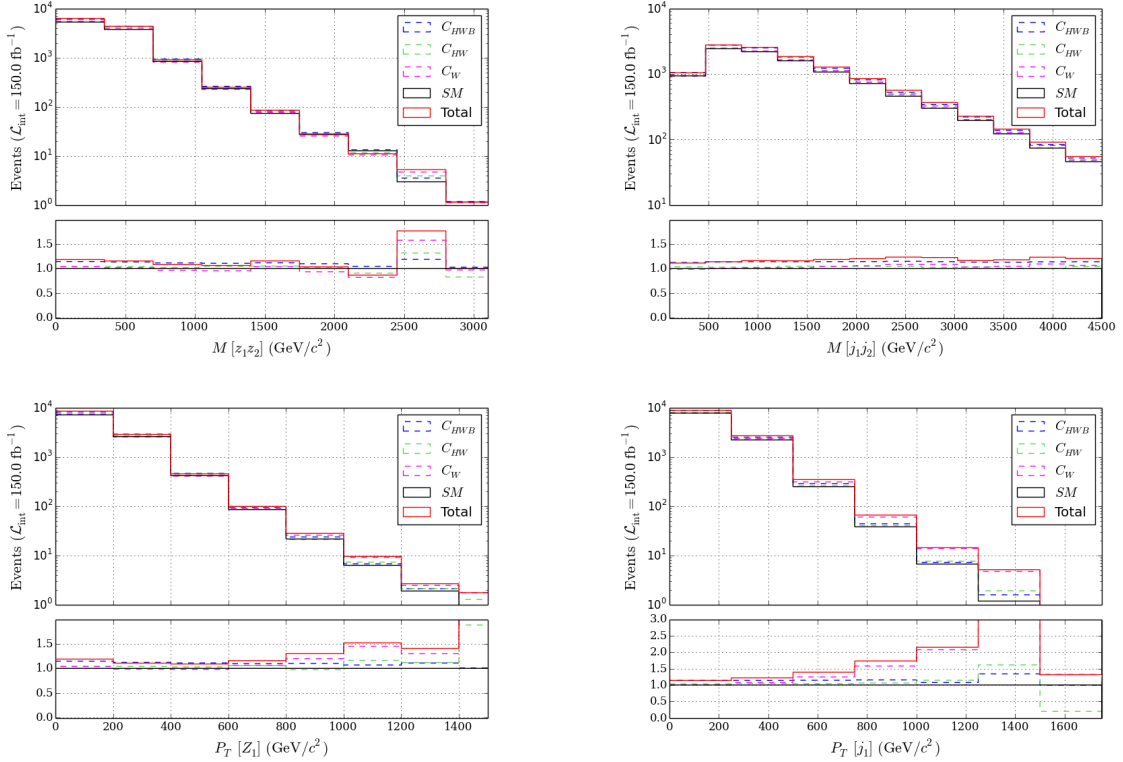 10^4
10^3
10^2
10^1
10^0
Events (L_int = 150.0 fb^-1)
C_HWB
C_HW
C_W
SM
Total
1.5
1.0
0.5
0.0
0 500 1000 1500 2000 2500 3000
M [z_1 z_2] (GeV/c^2)
10^4
10^3
10^2
10^1
Events (L_int = 150.0 fb^-1)
C_HWB
C_HW
C_W
SM
Total
1.5
1.0
0.5
0.0
500 1000 1500 2000 2500 3000 3500 4000 4500
M [j_1 j_2] (GeV/c^2)
10^4
10^3
10^2
10^1
10^0
Events (L_int = 150.0 fb^-1)
C_HWB
C_HW
C_W
SM
Total
1.5
1.0
0.5
0.0
0 200 400 600 800 1000 1200 1400
P_T [Z_1] (GeV/c^2)
10^4
10^3
10^2
10^1
10^0
Events (L_int = 150.0 fb^-1)
C_HWB
C_HW
C_W
SM
Total
3.0
2.5
2.0
1.5
1.0
0.5
0.0
0 200 400 600 800 1000 1200 1400 1600
P_T [j_1] (GeV/c^2)